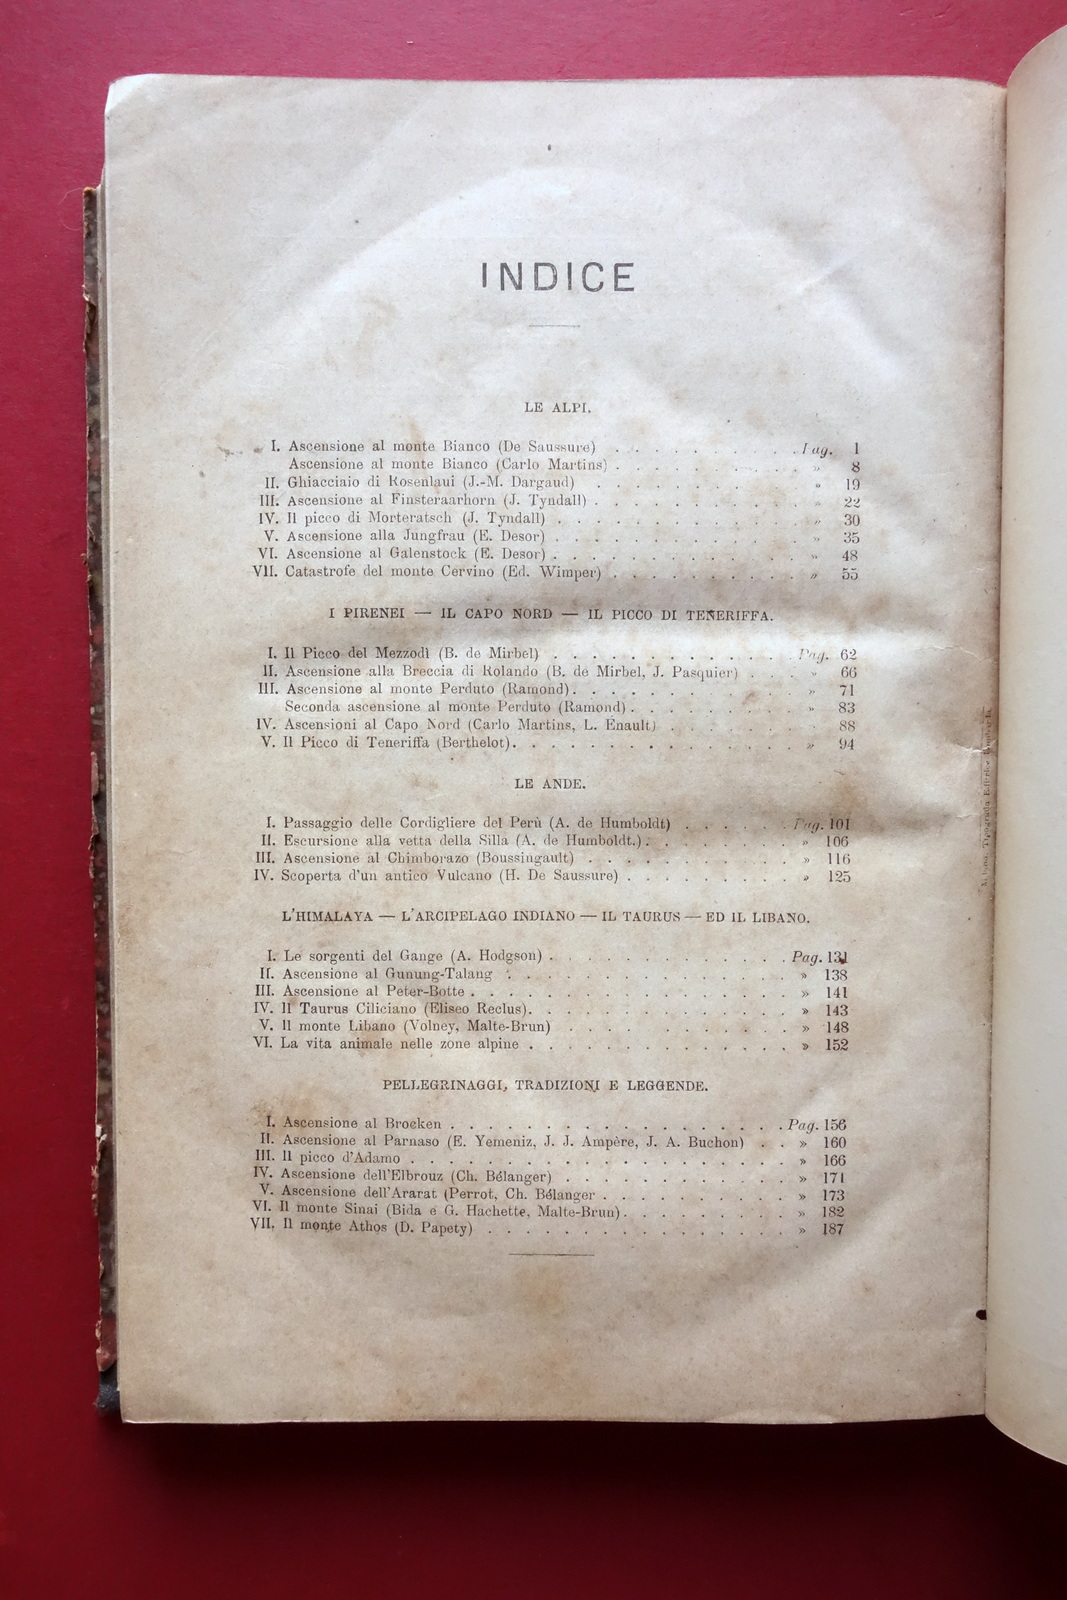 INDICE
LE ALPI.
I. Ascensione al monte Bianco (De Saussure) . . . . . . . . . . Pag. 1
Ascensione al monte Bianco (Carlo Martins) . . . . . . . . . . » 8
II. Ghiacciaio di Rosenlaui (J.-M. Dargaud) . . . . . . . . . . » 19
III. Ascensione al Finsteraarhorn (J. Tyndall) . . . . . . . . . . » 22
IV. Il picco di Morteratsch (J. Tyndall) . . . . . . . . . . » 30
V. Ascensione alla Jungfrau (E. Desor) . . . . . . . . . . » 35
VI. Ascensione al Galenstock (E. Desor) . . . . . . . . . . » 48
VII. Catastrofe del monte Cervino (Ed. Wimper) . . . . . . . . . . » 55
I PIRENEI — IL CAPO NORD — IL PICCO DI TENERIFFA.
I. Il Picco del Mezzodì (B. de Mirbel) . . . . . . . . . . Pag. 62
II. Ascensione alla Breccia di Rolando (B. de Mirbel, J. Pasquier) . . . » 66
III. Ascensione al monte Perduto (Ramond) . . . . . . . . . . » 71
Seconda ascensione al monte Perduto (Ramond) . . . . . . . . . » 83
IV. Ascensioni al Capo Nord (Carlo Martins, L. Enault) . . . . . . . » 88
V. Il Picco di Teneriffa (Berthelot) . . . . . . . . . . » 94
LE ANDE.
I. Passaggio delle Cordigliere del Perù (A. de Humboldt) . . . . . . Pag. 101
II. Escursione alla vetta della Silla (A. de Humboldt.) . . . . . . . » 106
III. Ascensione al Chimborazo (Boussingault) . . . . . . . . . . » 116
IV. Scoperta d'un antico Vulcano (H. De Saussure) . . . . . . . . » 125
L'HIMALAYA — L'ARCIPELAGO INDIANO — IL TAURUS — ED IL LIBANO.
I. Le sorgenti del Gange (A. Hodgson) . . . . . . . . . . Pag. 131
II. Ascensione al Gunung-Talang . . . . . . . . . . » 138
III. Ascensione al Peter-Botte . . . . . . . . . . » 141
IV. Il Taurus Ciliciano (Eliseo Reclus) . . . . . . . . . . » 143
V. Il monte Libano (Volney, Malte-Brun) . . . . . . . . . . » 148
VI. La vita animale nelle zone alpine . . . . . . . . . . » 152
PELLEGRINAGGI, TRADIZIONI E LEGGENDE.
I. Ascensione al Brocken . . . . . . . . . . Pag. 156
II. Ascensione al Parnaso (E. Yemeniz, J. J. Ampère, J. A. Buchon) . . » 160
III. Il picco d'Adamo . . . . . . . . . . » 166
IV. Ascensione dell'Elbrouz (Ch. Bélanger) . . . . . . . . . . » 171
V. Ascensione dell'Ararat (Perrot, Ch. Bélanger . . . . . . . . . . » 173
VI. Il monte Sinai (Bida e G. Hachette, Malte-Brun) . . . . . . . . . » 182
VII. Il monte Athos (D. Papety) . . . . . . . . . . » 187